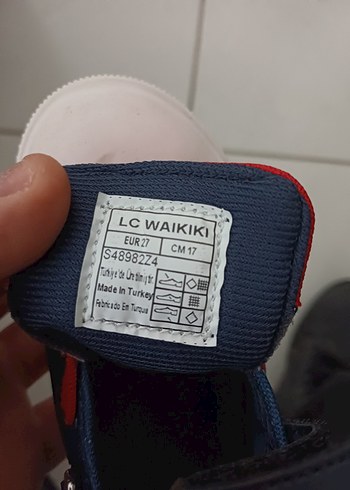 LC WAIKIKI
EUR 27 CM 17
S48982Z4
Türkiye'de Üretilmiştir.
Made In Turkey
Fabricado En Turquia